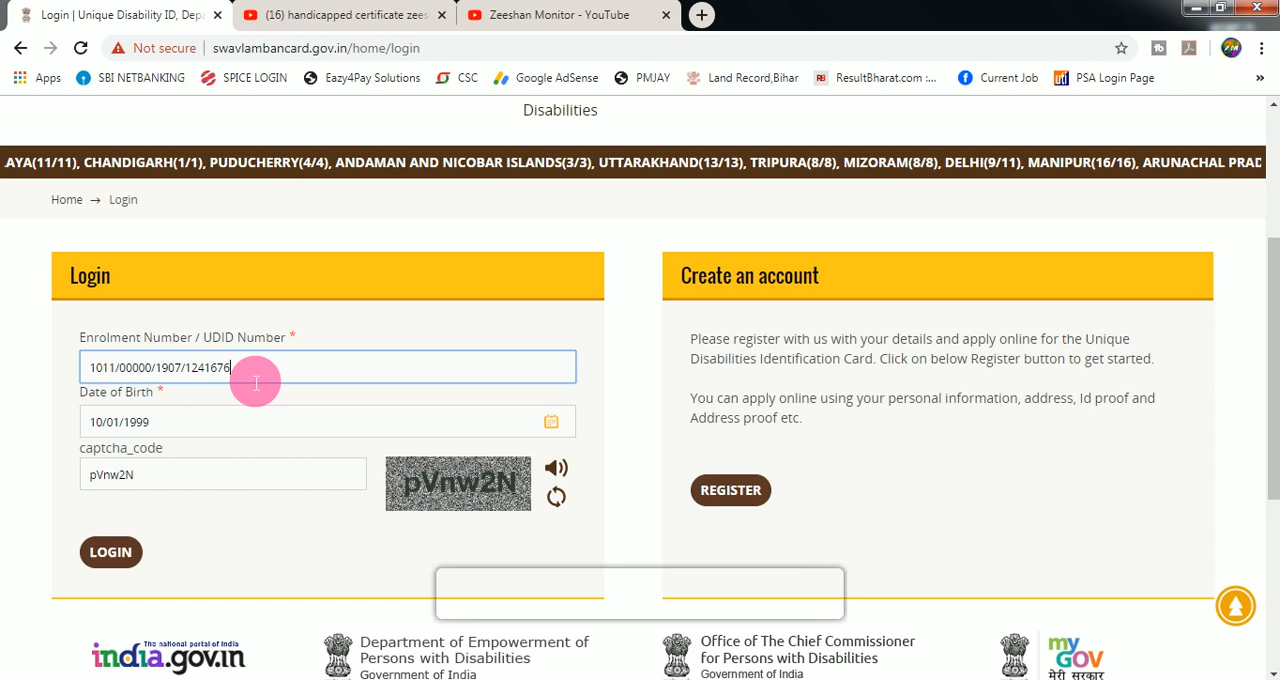 Login | Unique Disability ID, Depa
(16) handicapped certificate zees
Zeeshan Monitor - YouTube
Not secure
swavlambancard.gov.in/home/login
Apps
SBI NETBANKING
SPICE LOGIN
Eazy4Pay Solutions
CSC
Google AdSense
PMJAY
Land Record,Bihar
RB
ResultBharat.com :...
Current Job
PSA Login Page
»
Disabilities
AYA(11/11), CHANDIGARH(1/1), PUDUCHERRY(4/4), ANDAMAN AND NICOBAR ISLANDS(3/3), UTTARAKHAND(13/13), TRIPURA(8/8), MIZORAM(8/8), DELHI(9/11), MANIPUR(16/16), ARUNACHAL PRAD
Home → Login
Login
Enrolment Number / UDID Number *
1011/00000/1907/1241676
Date of Birth *
10/01/1999
captcha_code
pVnw2N
pVnw2N
LOGIN
Create an account
Please register with us with your details and apply online for the Unique
Disabilities Identification Card. Click on below Register button to get started.
You can apply online using your personal information, address, Id proof and
Address proof etc.
REGISTER
The national portal of India
india.gov.in
Department of Empowerment of
Persons with Disabilities
Government of India
Office of The Chief Commissioner
for Persons with Disabilities
Government of India
my
GOV
मेरी सरकार